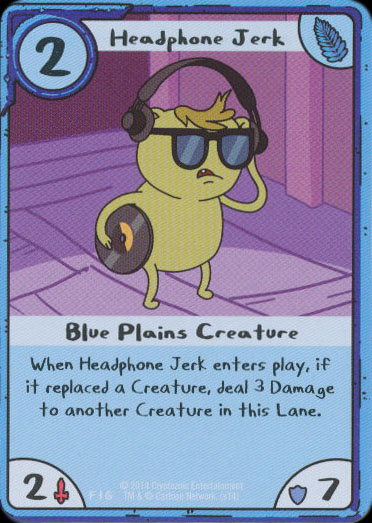 2
Headphone Jerk
Blue Plains Creature
When Headphone Jerk enters play, if
it replaced a Creature, deal 3 Damage
to another Creature in this Lane.
2
FIG
© 2014 Cryptozoic Entertainment
TM & © Cartoon Network. (s14)
7